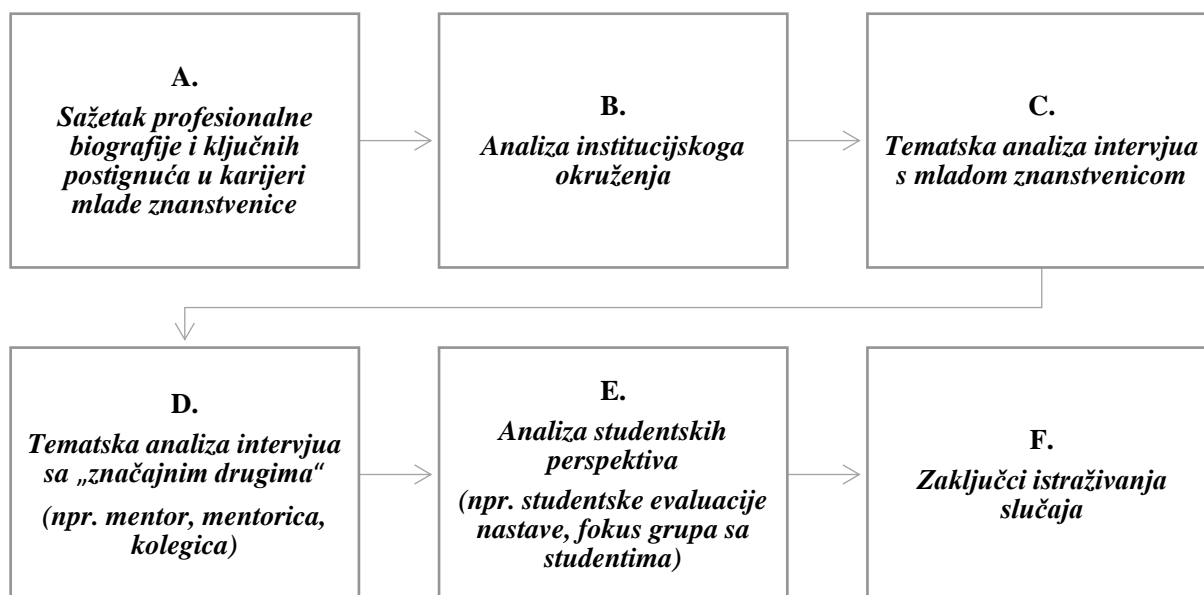 A.
Sažetak profesionalne
biografije i ključnih
postignuća u karijeri
mlade znanstvenice
B.
Analiza institucijskoga
okruženja
C.
Tematska analiza intervjua
s mladom znanstvenicom
D.
Tematska analiza intervjua
sa „značajnim drugima“
(npr. mentor, mentorica,
kolegica)
E.
Analiza studentskih
perspektiva
(npr. studentske evaluacije
nastave, fokus grupa sa
studentima)
F.
Zaključci istraživanja
slučaja